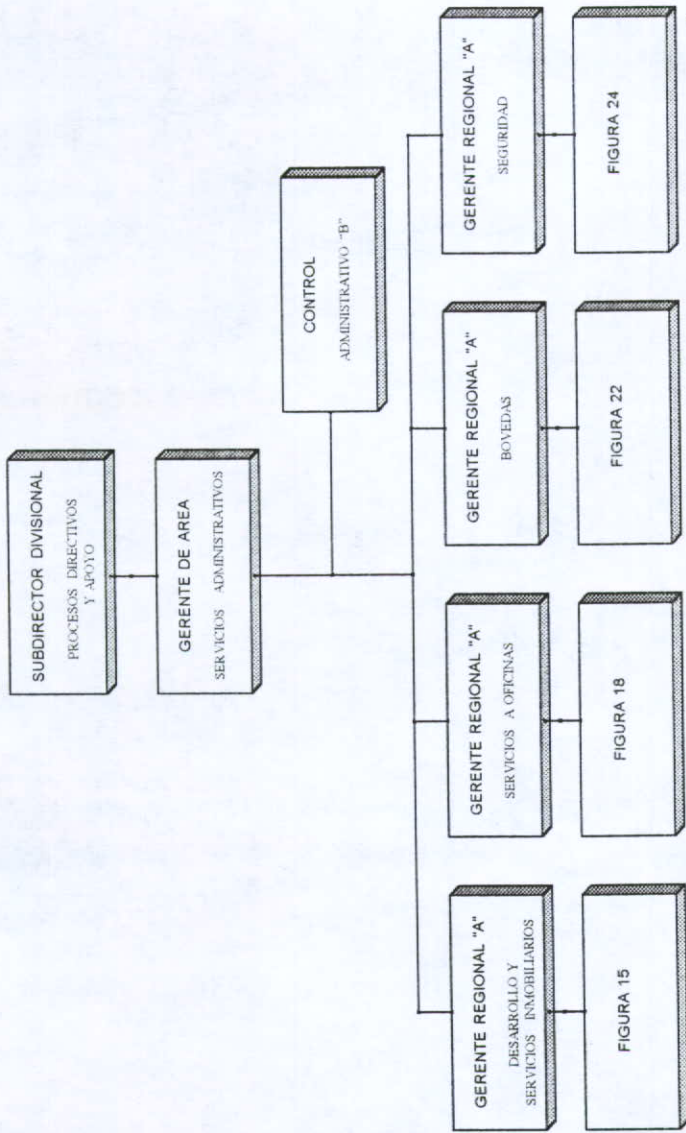 SUBDIRECTOR DIVISIONAL
PROCESOS DIRECTIVOS
Y APOYO
GERENTE DE AREA
SERVICIOS ADMINISTRATIVOS
CONTROL
ADMINISTRATIVO "B"
GERENTE REGIONAL "A"
DESARROLLO Y
SERVICIOS INMOBILIARIOS
GERENTE REGIONAL "A"
SERVICIOS A OFICINAS
GERENTE REGIONAL "A"
BOVEDAS
GERENTE REGIONAL "A"
SEGURIDAD
FIGURA 15
FIGURA 18
FIGURA 22
FIGURA 24